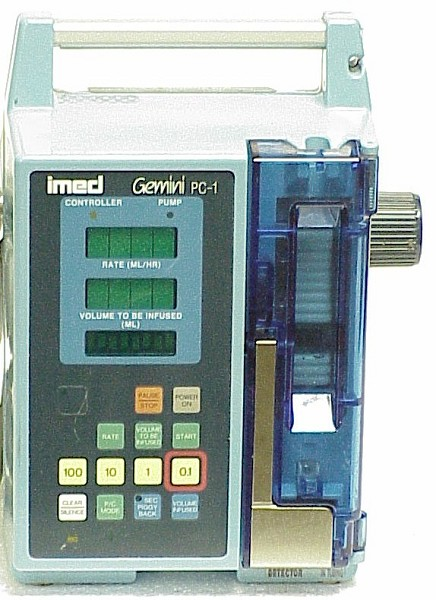 imed Gemini PC-1
CONTROLLER PUMP
RATE (ML/HR)
VOLUME TO BE INFUSED
(ML)
PAUSE
STOP
POWER
ON
RATE
VOLUME
TO BE
INFUSED
START
100 10 1 0.1
CLEAR
SILENCE
P/C
MODE
SEC
PIGGY
BACK
VOLUME
INFUSED
DETECTOR